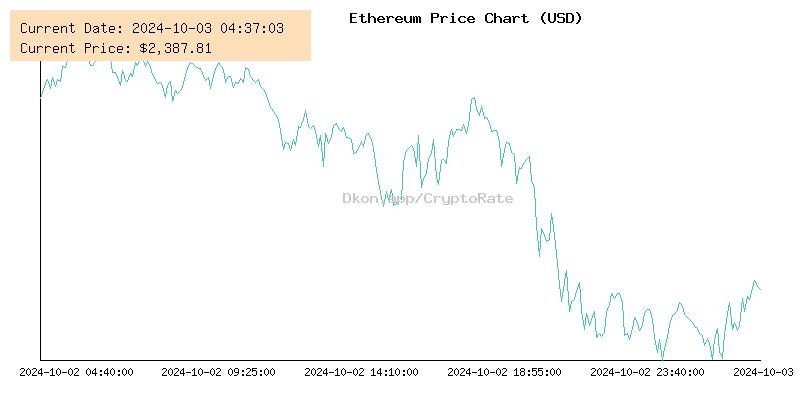 Ethereum Price Chart (USD)
Current Date: 2024-10-03 04:37:03
Current Price: $2,387.81
Dkon.app/CryptoRate
2024-10-02 04:40:00 2024-10-02 09:25:00 2024-10-02 14:10:00 2024-10-02 18:55:00 2024-10-02 23:40:00 2024-10-03